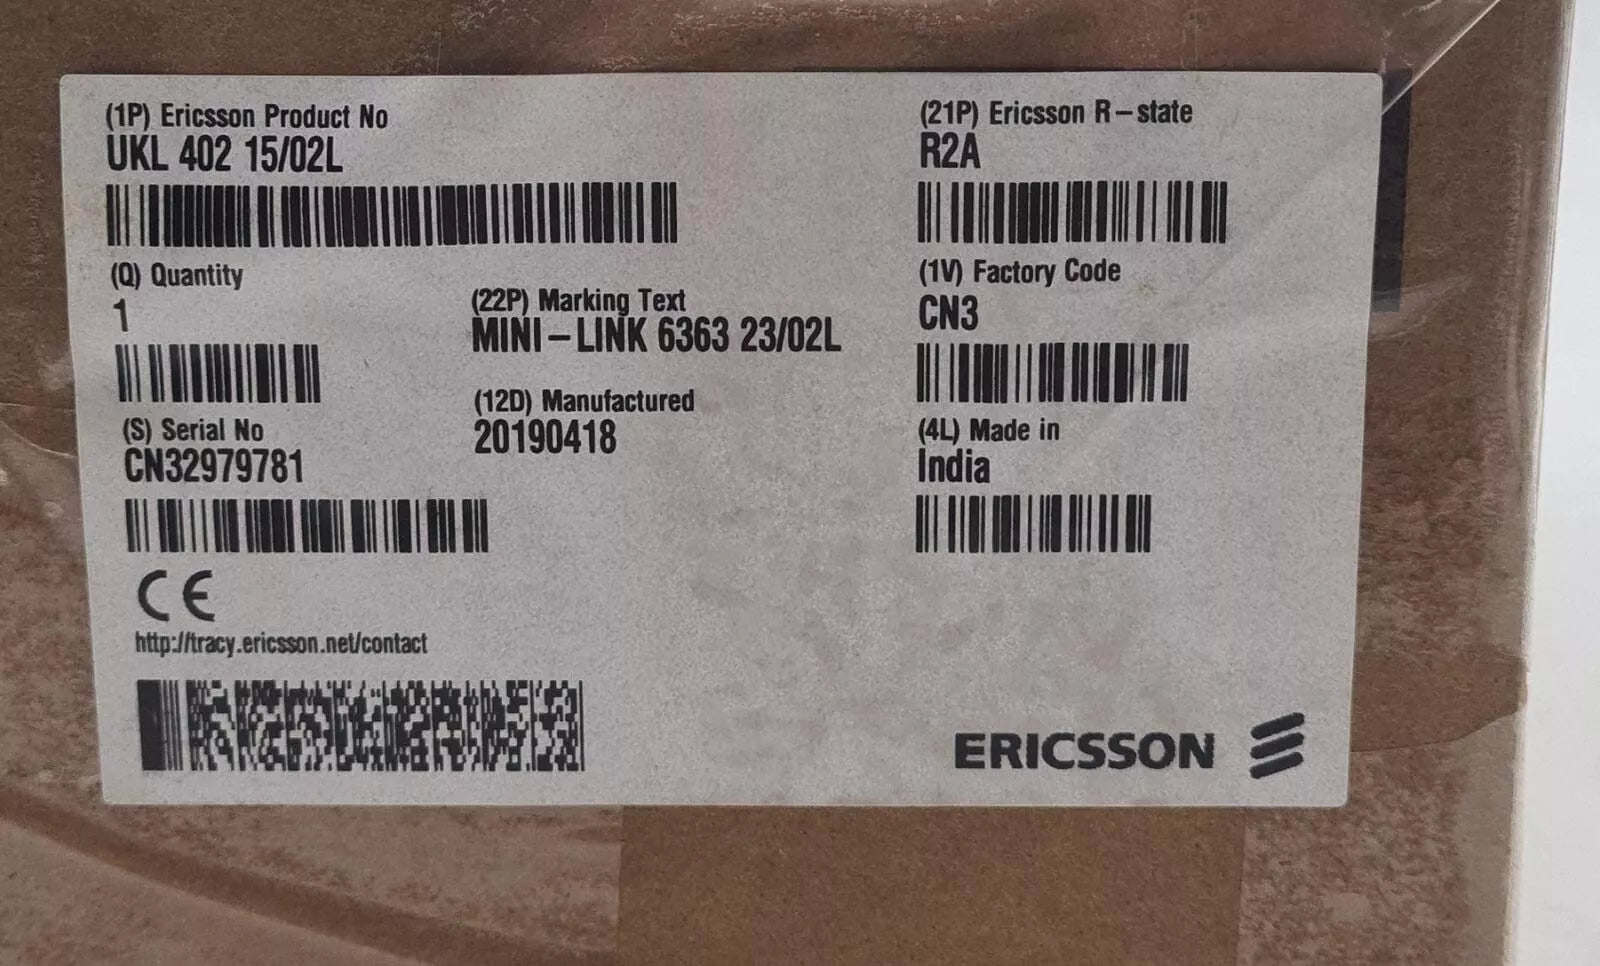 (1P) Ericsson Product No
UKL 402 15/02L
(21P) Ericsson R-state
R2A
(Q) Quantity
1
(22P) Marking Text
MINI-LINK 6363 23/02L
(1V) Factory Code
CN3
(S) Serial No
CN32979781
(12D) Manufactured
20190418
(4L) Made in
India
CE
http://tracy.ericsson.net/contact
ERICSSON